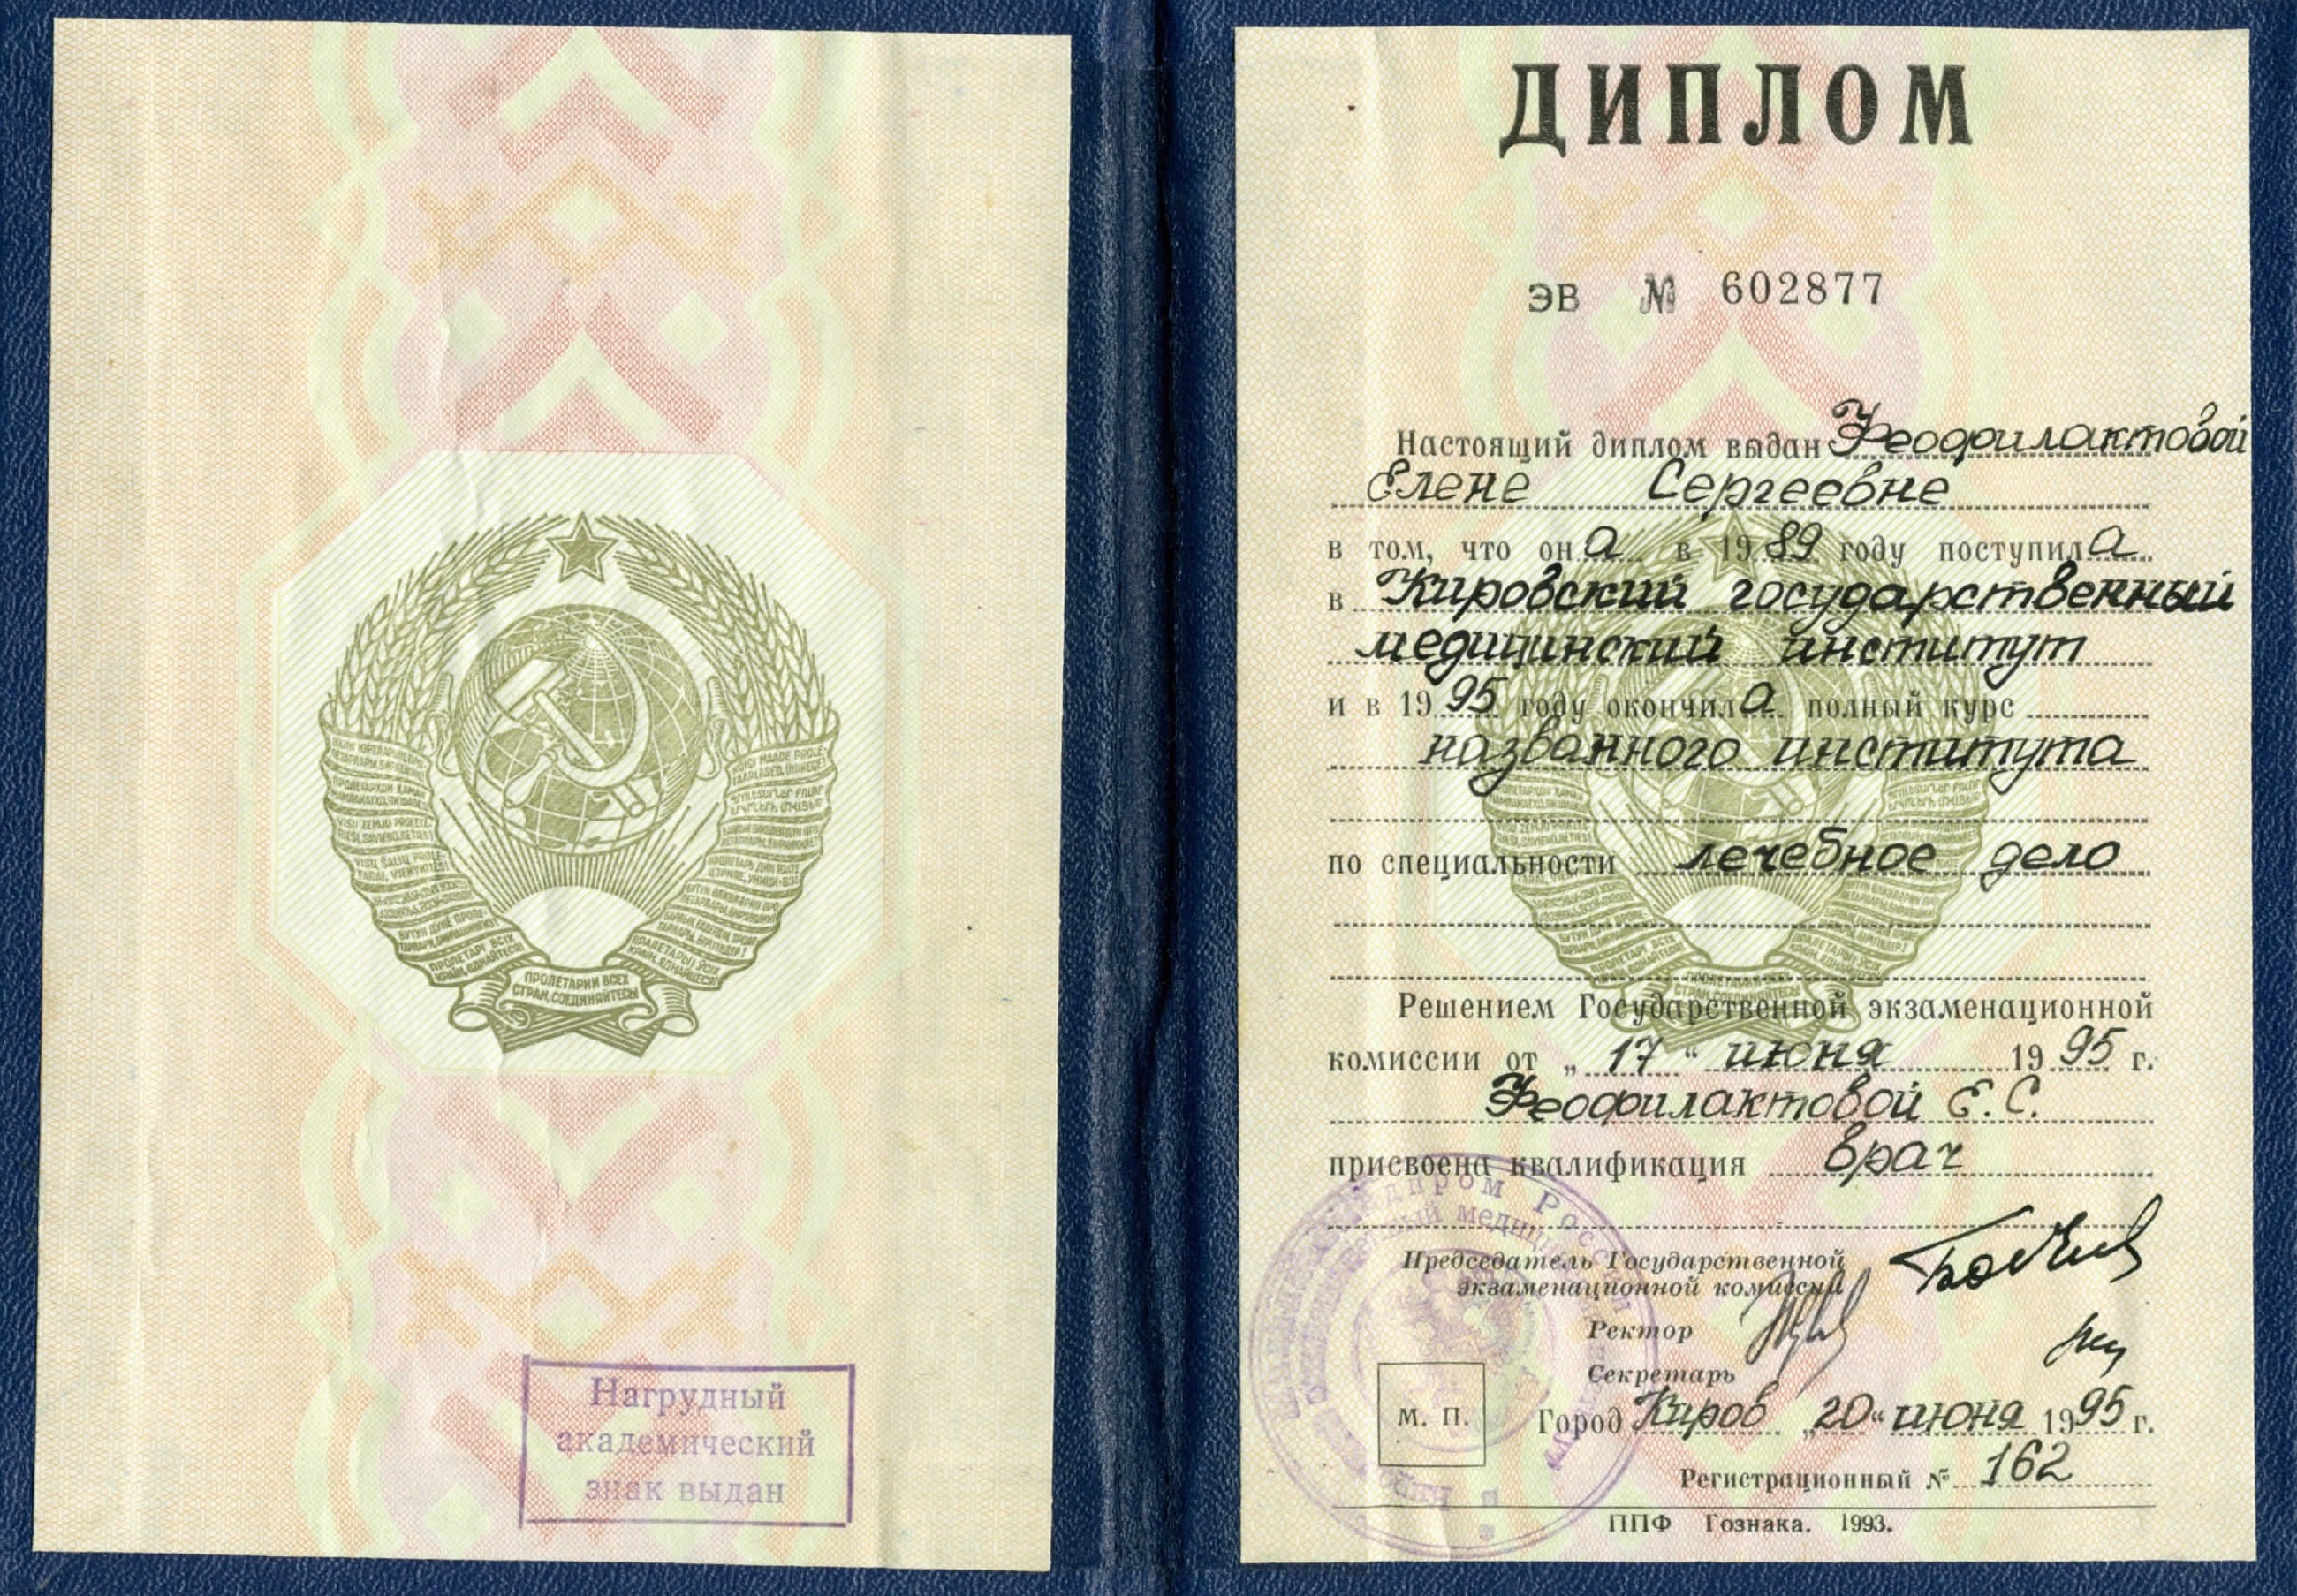 ПРОЛЕТАРИИ ВСЕХ
СТРАН, СОЕДИНЯЙТЕСЬ!
Нагрудный
академический
знак выдан
ДИПЛОМ
ЭВ № 602877
Настоящий диплом выдан Феофилактовой
Елене Сергеевне
в том, что она в 1989 году поступила
в Кировский государственный
медицинский институт
и в 1995 году окончила полный курс
названного института
по специальности лечебное дело
Решением Государственной экзаменационной
комиссии от „17“ июня 1995 г.
Феофилактовой Е.С.
присвоена квалификация врач
Председатель Государственной
экзаменационной комиссии
Ректор
Секретарь
М. П.
Город Киров „20“ июня 1995 г.
Регистрационный № 162
ППФ Гознака. 1993.